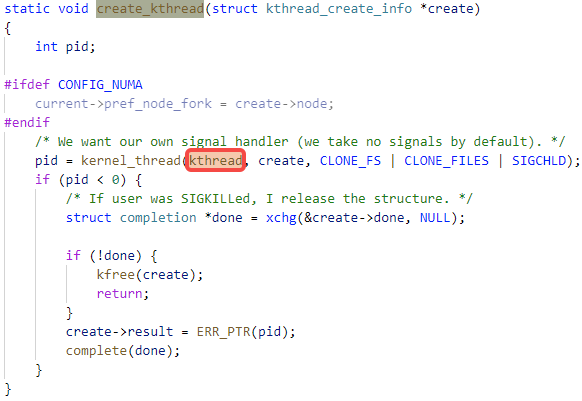 static void create_kthread(struct kthread_create_info *create)
{
    int pid;

#ifdef CONFIG_NUMA
    current->pref_node_fork = create->node;
#endif
    /* We want our own signal handler (we take no signals by default). */
    pid = kernel_thread(kthread, create, CLONE_FS | CLONE_FILES | SIGCHLD);
    if (pid < 0) {
        /* If user was SIGKILLed, I release the structure. */
        struct completion *done = xchg(&create->done, NULL);

        if (!done) {
            kfree(create);
            return;
        }
        create->result = ERR_PTR(pid);
        complete(done);
    }
}